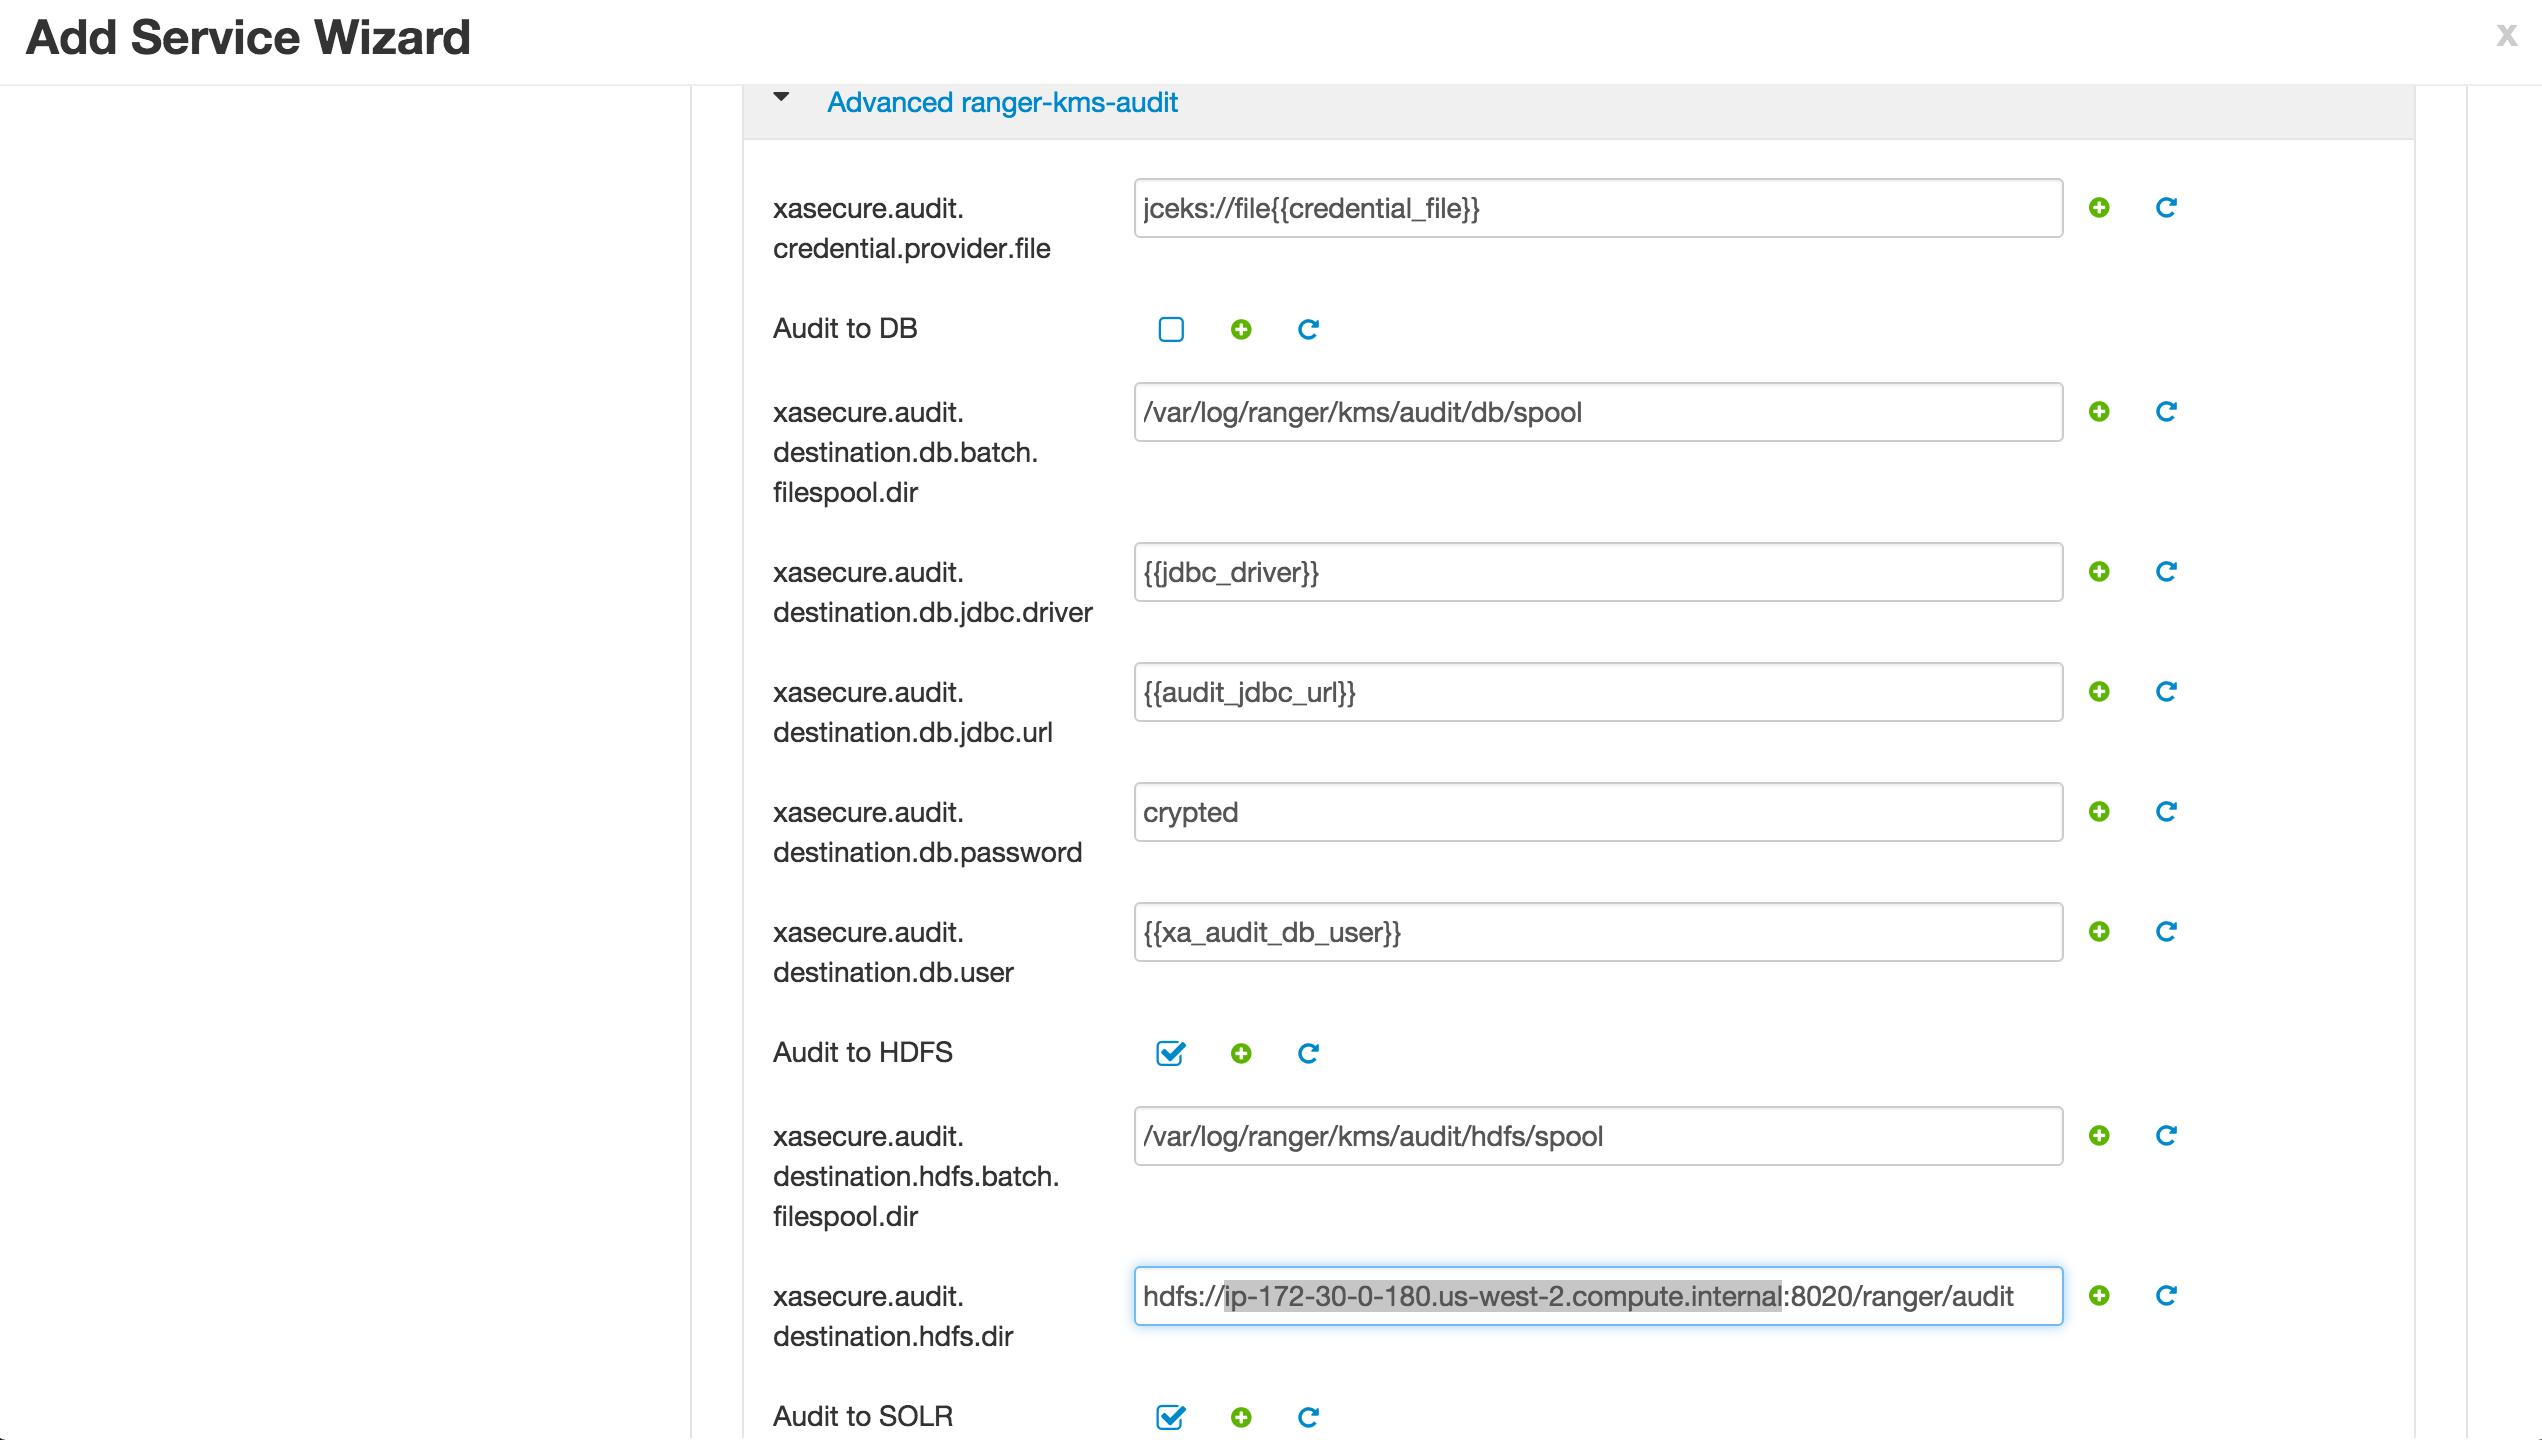 Add Service Wizard
x
Advanced ranger-kms-audit
xasecure.audit.
credential.provider.file
jceks://file{{credential_file}}
Audit to DB
xasecure.audit.
destination.db.batch.
filespool.dir
/var/log/ranger/kms/audit/db/spool
xasecure.audit.
destination.db.jdbc.driver
{{jdbc_driver}}
xasecure.audit.
destination.db.jdbc.url
{{audit_jdbc_url}}
xasecure.audit.
destination.db.password
crypted
xasecure.audit.
destination.db.user
{{xa_audit_db_user}}
Audit to HDFS
xasecure.audit.
destination.hdfs.batch.
filespool.dir
/var/log/ranger/kms/audit/hdfs/spool
xasecure.audit.
destination.hdfs.dir
hdfs://ip-172-30-0-180.us-west-2.compute.internal:8020/ranger/audit
Audit to SOLR